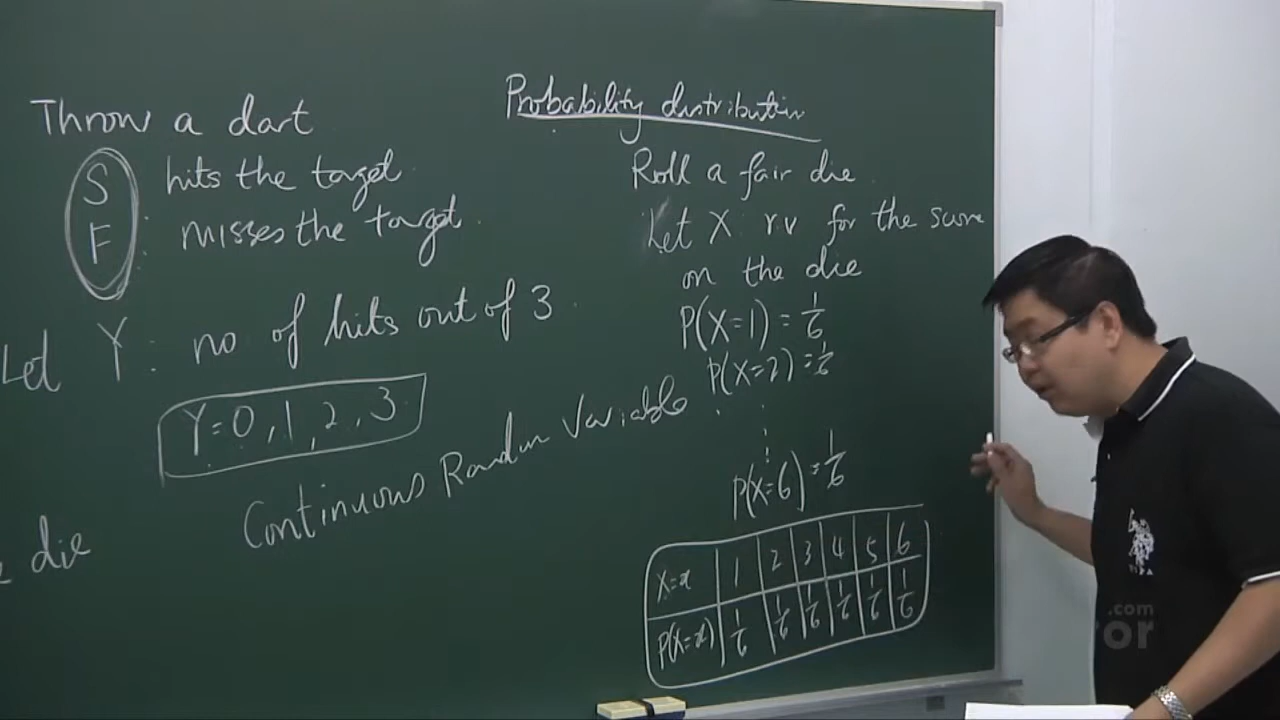 Throw a dart
S hits the target
F : misses the target
Let Y : no of hits out of 3
Y=0, 1, 2, 3
Continuous Random Variable
die
Probability distribution
Roll a fair die
Let X : rv for the score
on the die
P(X=1) = 1/6
P(X=2) = 1/6
P(X=6) = 1/6
X=x 1 2 3 4 5 6
P(X=x) 1/6 1/6 1/6 1/6 1/6 1/6
.com